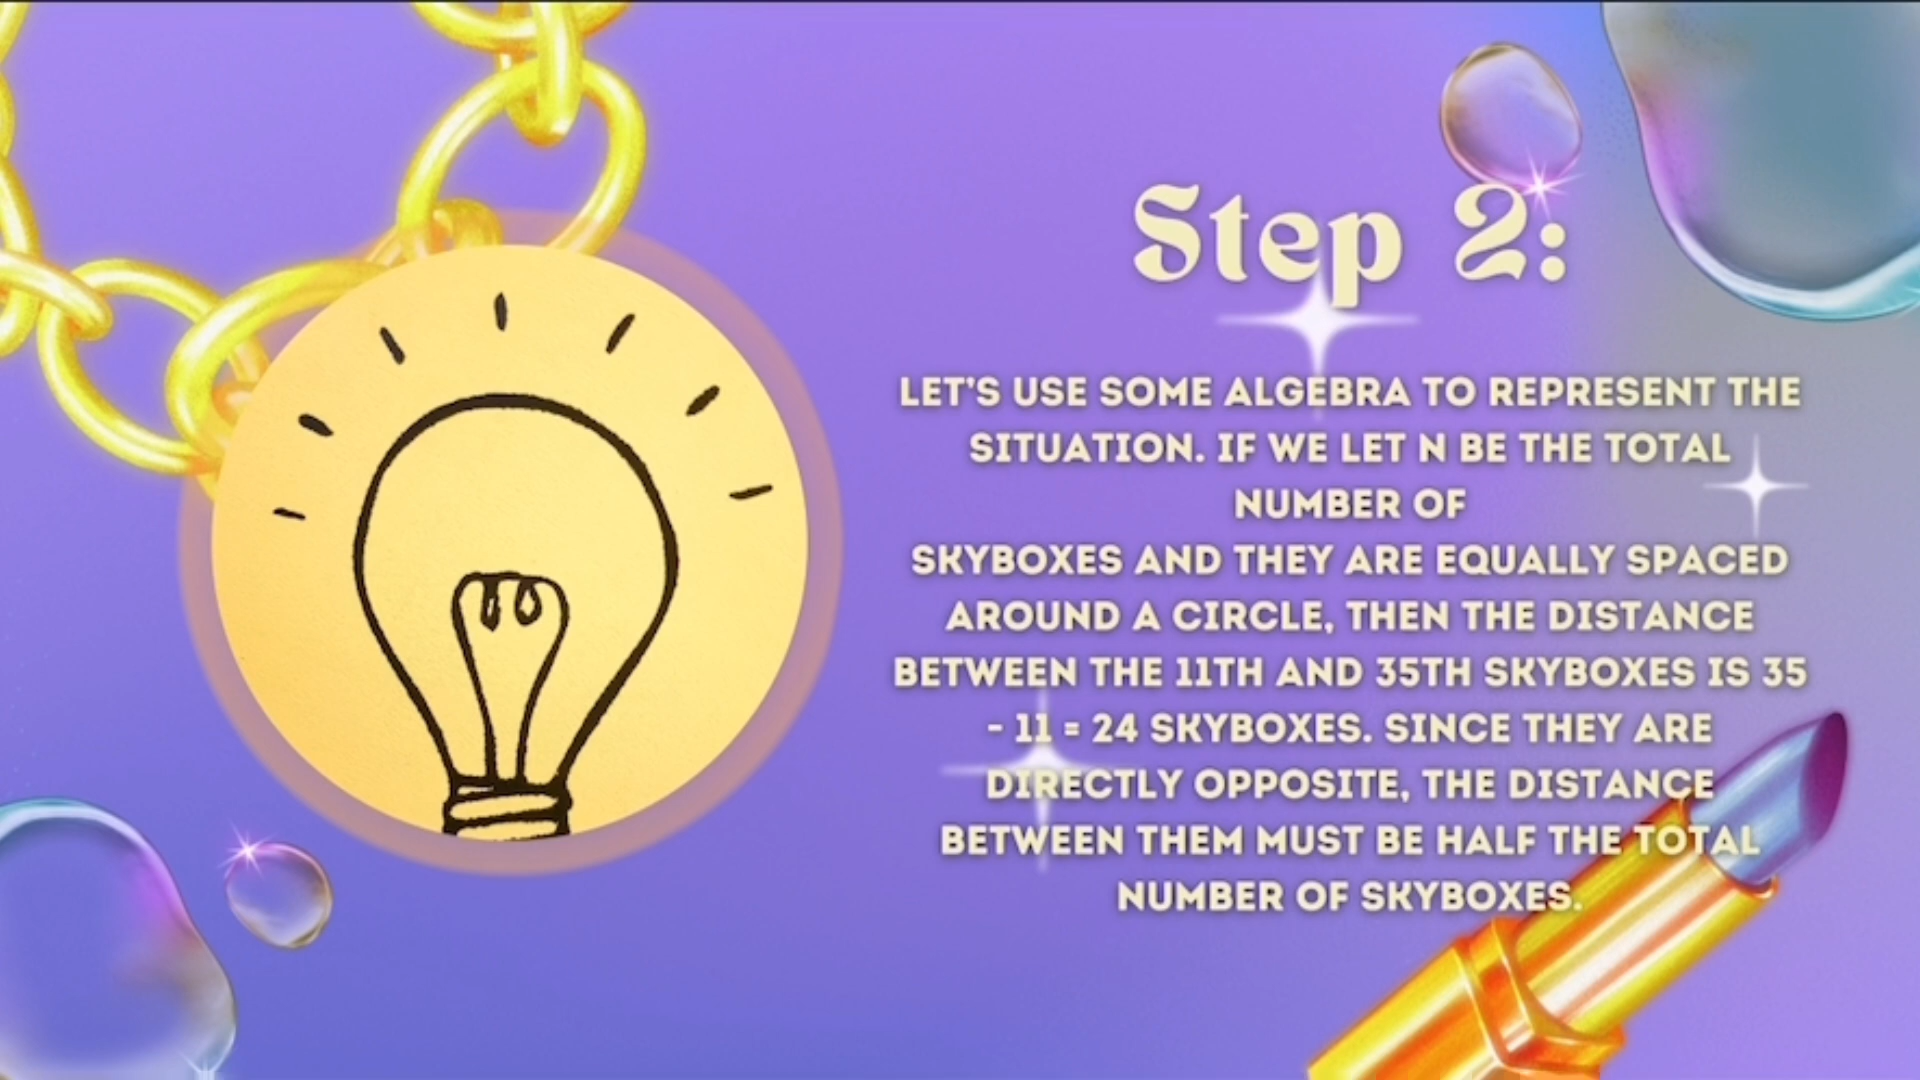 Step 2:
LET'S USE SOME ALGEBRA TO REPRESENT THE
SITUATION. IF WE LET N BE THE TOTAL
NUMBER OF
SKYBOXES AND THEY ARE EQUALLY SPACED
AROUND A CIRCLE, THEN THE DISTANCE
BETWEEN THE 11TH AND 35TH SKYBOXES IS 35
- 11 = 24 SKYBOXES. SINCE THEY ARE
DIRECTLY OPPOSITE, THE DISTANCE
BETWEEN THEM MUST BE HALF THE TOTAL
NUMBER OF SKYBOXES.